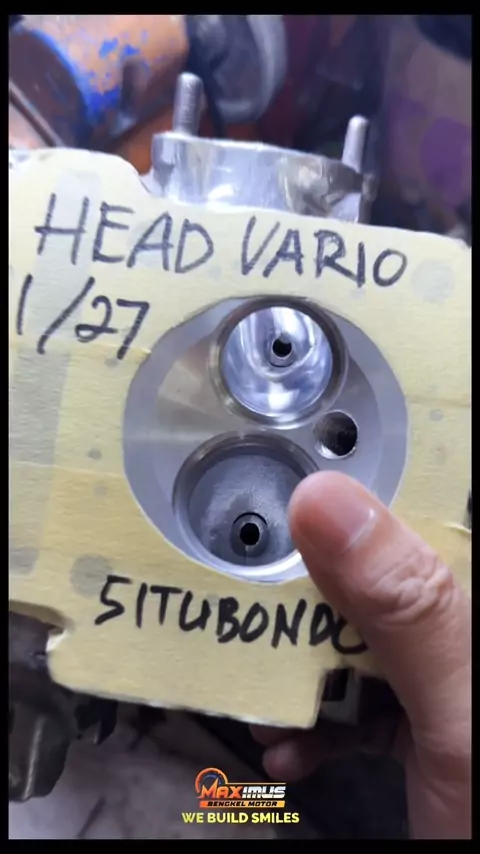 HEAD VARIO
1/27
SITUBONDO
MAXIMUS
BENGKEL MOTOR
WE BUILD SMILES